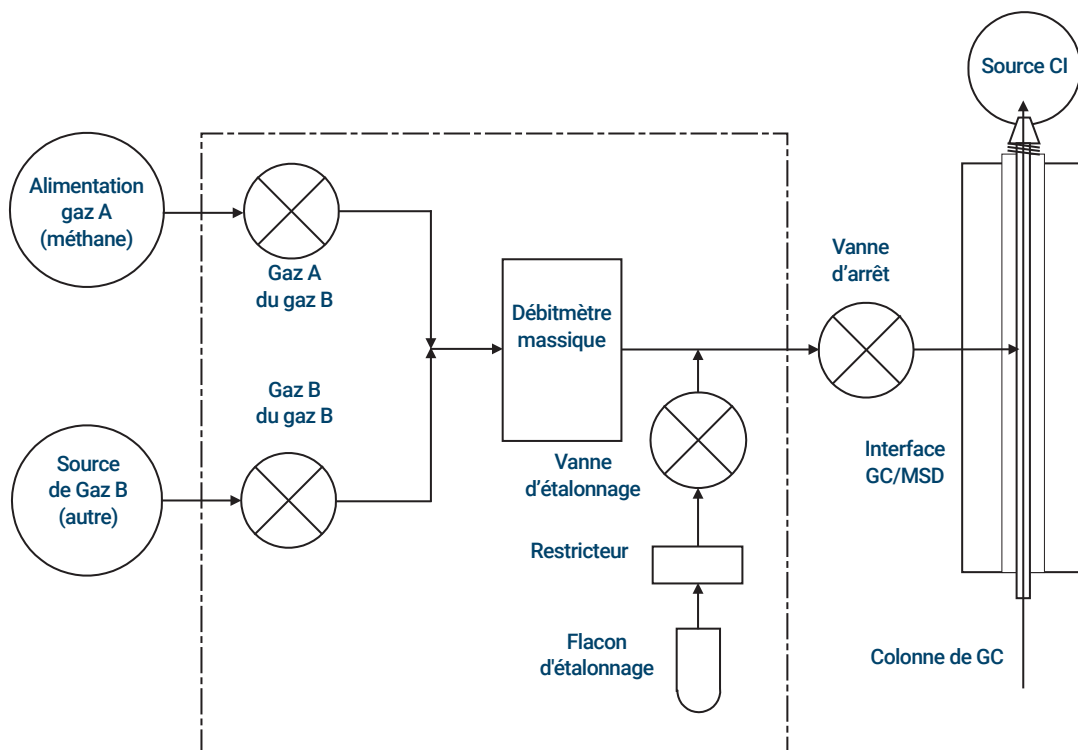 Source CI
Alimentation
gaz A
(méthane)
Gaz A
du gaz B
Vanne
d’arrêt
Débitmètre
massique
Gaz B
du gaz B
Source
de Gaz B
(autre)
Vanne
d’étalonnage
Interface
GC/MSD
Restricteur
Flacon
d'étalonnage
Colonne de GC